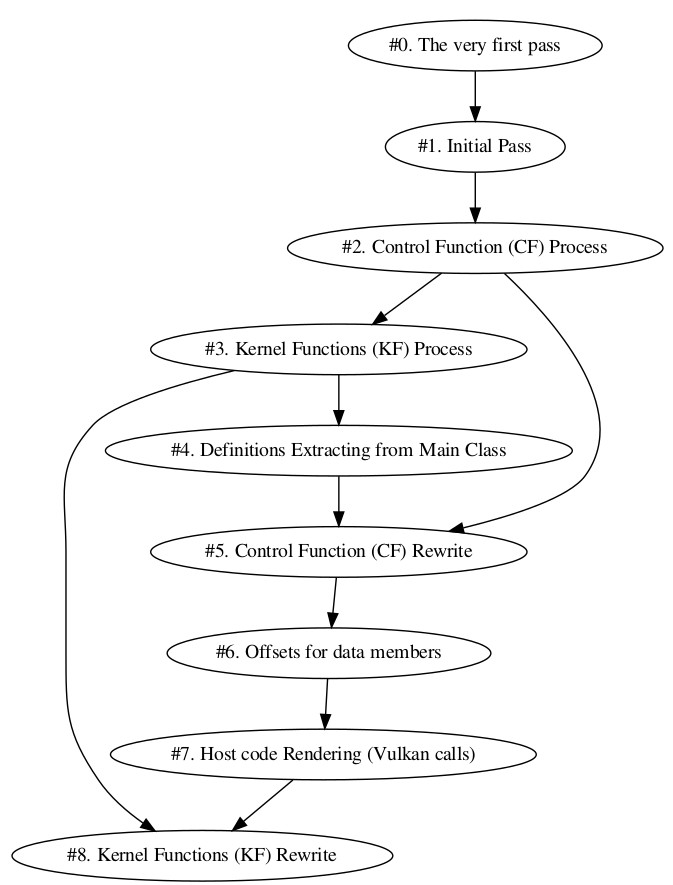 #0. The very first pass
#1. Initial Pass
#2. Control Function (CF) Process
#3. Kernel Functions (KF) Process
#4. Definitions Extracting from Main Class
#5. Control Function (CF) Rewrite
#6. Offsets for data members
#7. Host code Rendering (Vulkan calls)
#8. Kernel Functions (KF) Rewrite